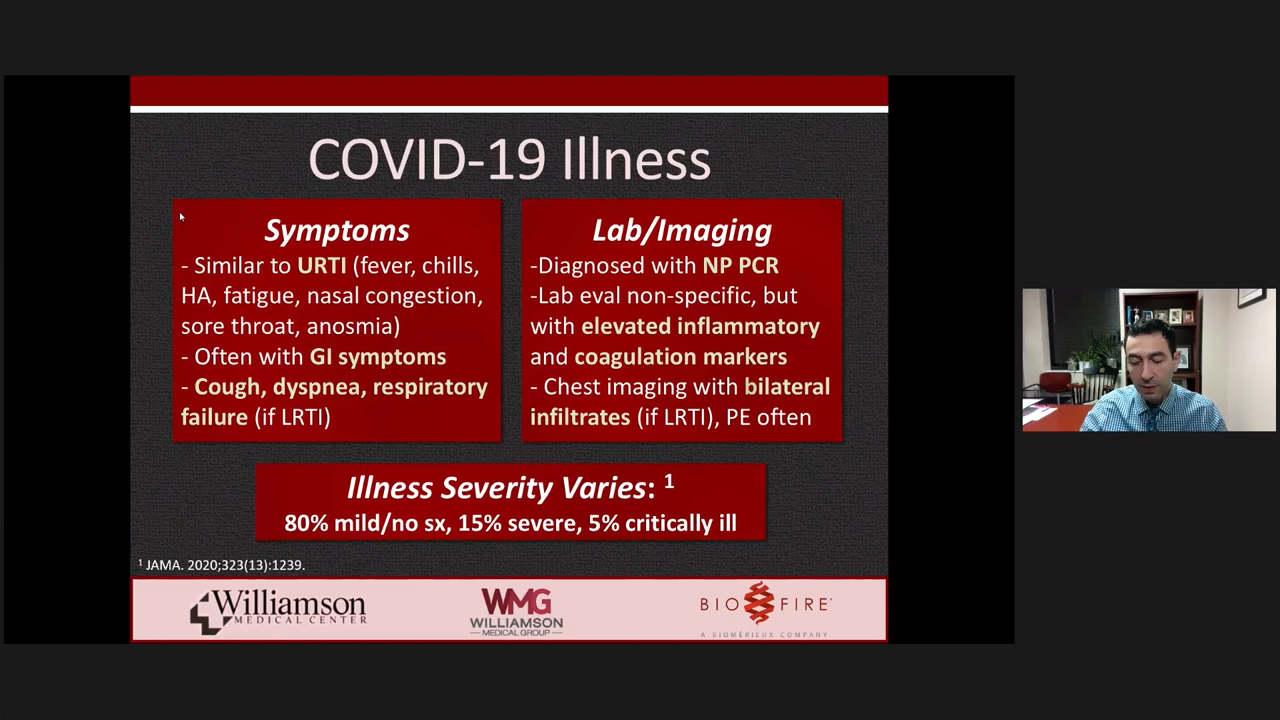 COVID-19 Illness
Symptoms
- Similar to URTI (fever, chills,
HA, fatigue, nasal congestion,
sore throat, anosmia)
- Often with GI symptoms
- Cough, dyspnea, respiratory
failure (if LRTI)
Lab/Imaging
-Diagnosed with NP PCR
-Lab eval non-specific, but
with elevated inflammatory
and coagulation markers
- Chest imaging with bilateral
infiltrates (if LRTI), PE often
Illness Severity Varies: 1
80% mild/no sx, 15% severe, 5% critically ill
1 JAMA. 2020;323(13):1239.
Williamson
MEDICAL CENTER
WMG
WILLIAMSON
MEDICAL GROUP
BIO FIRE
A BIOMÉRIEUX COMPANY